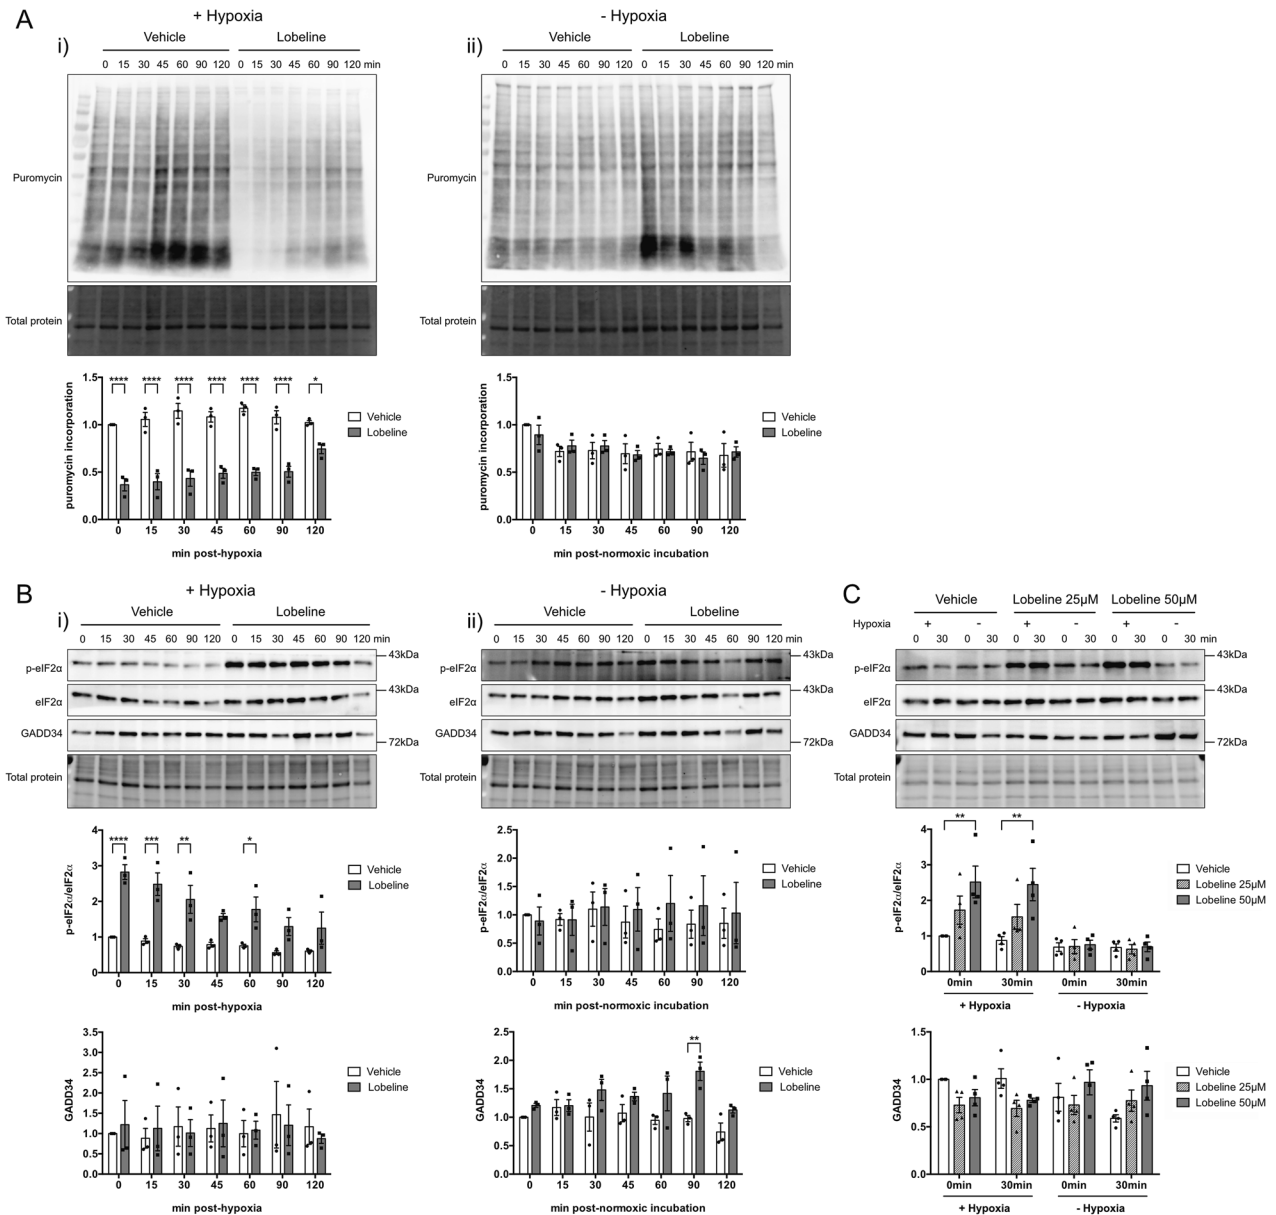 A
+ Hypoxia
i)
Vehicle
Lobeline
0 15 30 45 60 90 120 0 15 30 45 60 90 120 min
Puromycin
Total protein
- Hypoxia
ii)
Vehicle
Lobeline
0 15 30 45 60 90 120 0 15 30 45 60 90 120 min
Puromycin
Total protein
puromycin incorporation
1.5
1.0
0.5
0.0
**** **** **** **** **** **** *
0 15 30 45 60 90 120
min post-hypoxia
Vehicle
Lobeline
puromycin incorporation
1.5
1.0
0.5
0.0
0 15 30 45 60 90 120
min post-normoxic incubation
Vehicle
Lobeline
B
+ Hypoxia
i)
Vehicle
Lobeline
0 15 30 45 60 90 120 0 15 30 45 60 90 120 min
p-eIF2α
43kDa
eIF2α
43kDa
GADD34
72kDa
Total protein
- Hypoxia
ii)
Vehicle
Lobeline
0 15 30 45 60 90 120 0 15 30 45 60 90 120 min
p-eIF2α
43kDa
eIF2α
43kDa
GADD34
72kDa
Total protein
C
Vehicle
Lobeline 25µM
Lobeline 50µM
Hypoxia + - + - + -
0 30 0 30 0 30 0 30 0 30 0 30 min
p-eIF2α
43kDa
eIF2α
43kDa
GADD34
72kDa
Total protein
p-eIF2α/eIF2α
4
3
2
1
0
**** *** ** *
0 15 30 45 60 90 120
min post-hypoxia
Vehicle
Lobeline
p-eIF2α/eIF2α
2.5
2.0
1.5
1.0
0.5
0.0
0 15 30 45 60 90 120
min post-normoxic incubation
Vehicle
Lobeline
p-eIF2α/eIF2α
4
3
2
1
0
** **
0min 30min 0min 30min
+ Hypoxia - Hypoxia
Vehicle
Lobeline 25µM
Lobeline 50µM
GADD34
3.5
3.0
2.5
2.0
1.5
1.0
0.5
0.0
0 15 30 45 60 90 120
min post-hypoxia
Vehicle
Lobeline
GADD34
2.5
2.0
1.5
1.0
0.5
0.0
**
0 15 30 45 60 90 120
min post-normoxic incubation
Vehicle
Lobeline
GADD34
1.5
1.0
0.5
0.0
0min 30min 0min 30min
+ Hypoxia - Hypoxia
Vehicle
Lobeline 25µM
Lobeline 50µM